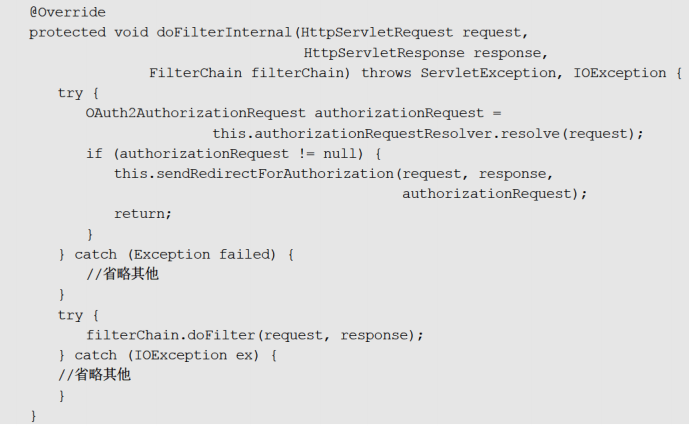 @Override
protected void doFilterInternal(HttpServletRequest request,
HttpServletResponse response,
FilterChain filterChain) throws ServletException, IOException {
try {
OAuth2AuthorizationRequest authorizationRequest =
this.authorizationRequestResolver.resolve(request);
if (authorizationRequest != null) {
this.sendRedirectForAuthorization(request, response,
authorizationRequest);
return;
}
} catch (Exception failed) {
//省略其他
}
try {
filterChain.doFilter(request, response);
} catch (IOException ex) {
//省略其他
}
}